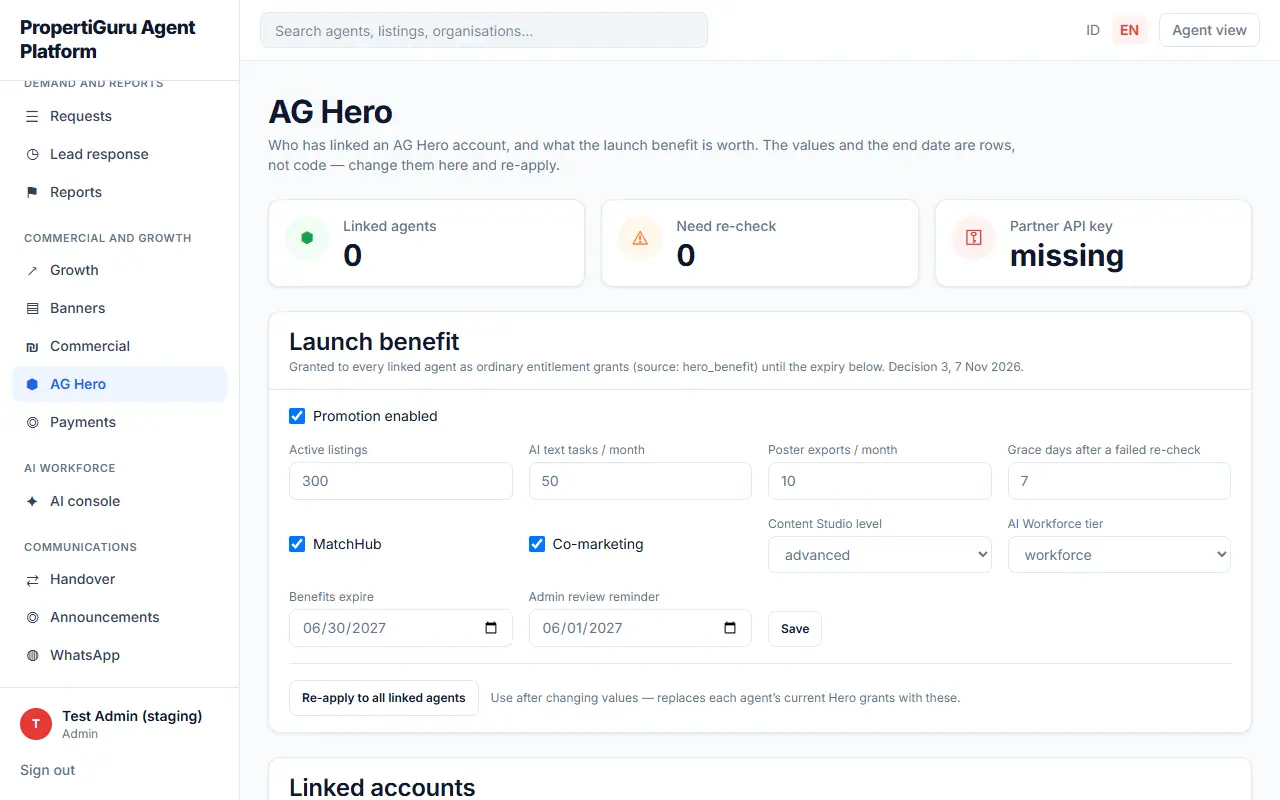 PropertiGuru Agent
Platform
Search agents, listings, organisations...
ID
EN
Agent view
DEMAND AND REPORTS
Requests
Lead response
Reports
COMMERCIAL AND GROWTH
Growth
Banners
Commercial
AG Hero
Payments
AI WORKFORCE
AI console
COMMUNICATIONS
Handover
Announcements
WhatsApp
T
Test Admin (staging)
Admin
Sign out
AG Hero
Who has linked an AG Hero account, and what the launch benefit is worth. The values and the end date are rows,
not code — change them here and re-apply.
Linked agents
0
Need re-check
0
Partner API key
missing
Launch benefit
Granted to every linked agent as ordinary entitlement grants (source: hero_benefit) until the expiry below. Decision 3, 7 Nov 2026.
Promotion enabled
Active listings
AI text tasks / month
Poster exports / month
Grace days after a failed re-check
300
50
10
7
MatchHub
Co-marketing
Content Studio level
AI Workforce tier
advanced
workforce
Benefits expire
Admin review reminder
06/30/2027
06/01/2027
Save
Re-apply to all linked agents
Use after changing values — replaces each agent's current Hero grants with these.
Linked accounts